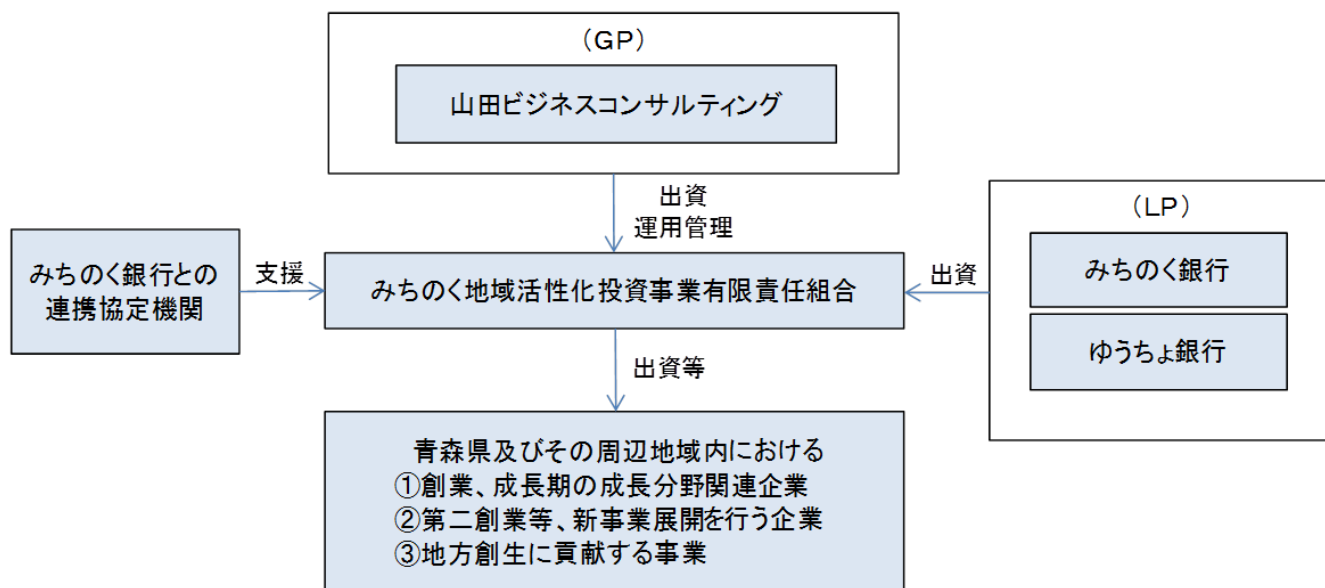 （GP）
山田ビジネスコンサルティング
出資
運用管理
（LP）
みちのく銀行
ゆうちょ銀行
出資
みちのく銀行との
連携協定機関
支援
みちのく地域活性化投資事業有限責任組合
出資等
青森県及びその周辺地域内における
①創業、成長期の成長分野関連企業
②第二創業等、新事業展開を行う企業
③地方創生に貢献する事業